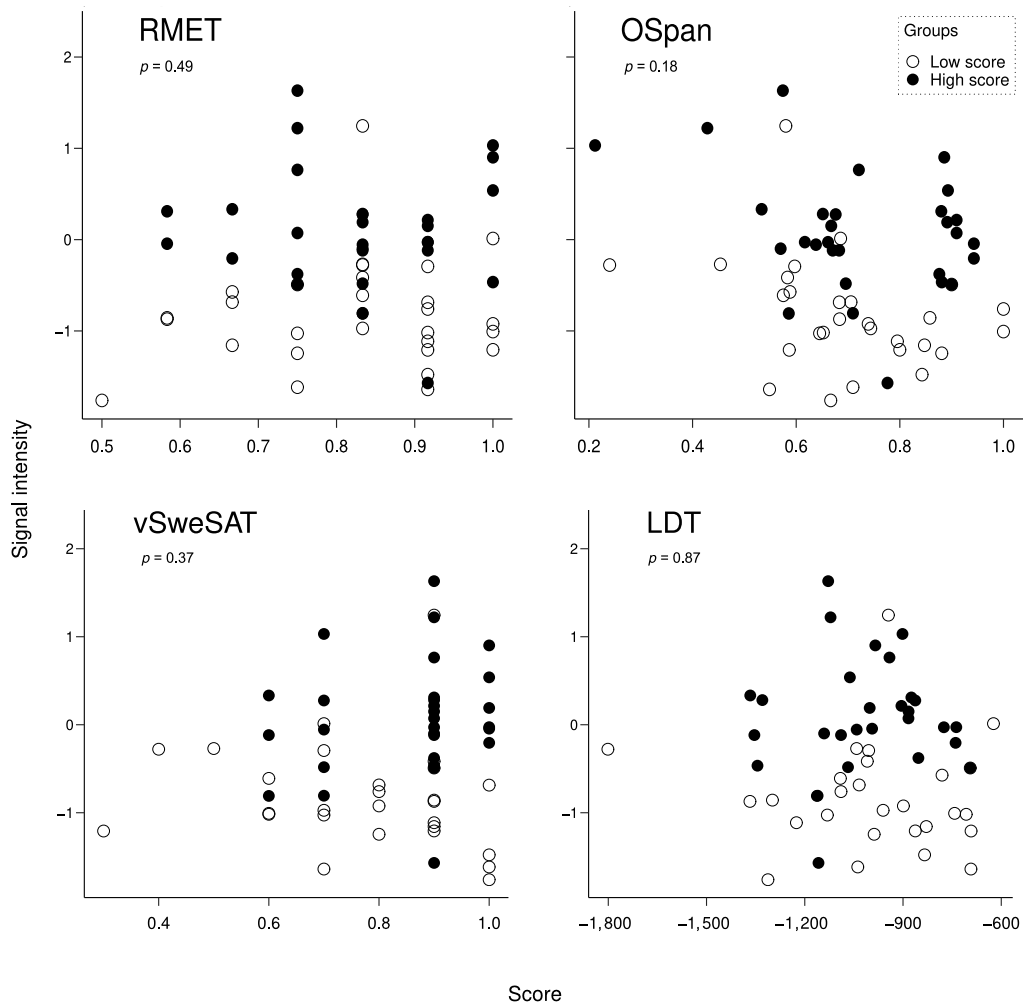 RMET
p = 0.49
2
1
0
−1
0.5 0.6 0.7 0.8 0.9 1.0
OSpan
p = 0.18
Groups
Low score
High score
0.2 0.4 0.6 0.8 1.0
Signal intensity
vSweSAT
p = 0.37
2
1
0
−1
0.4 0.6 0.8 1.0
LDT
p = 0.87
2
1
0
−1
−1,800 −1,500 −1,200 −900 −600
Score